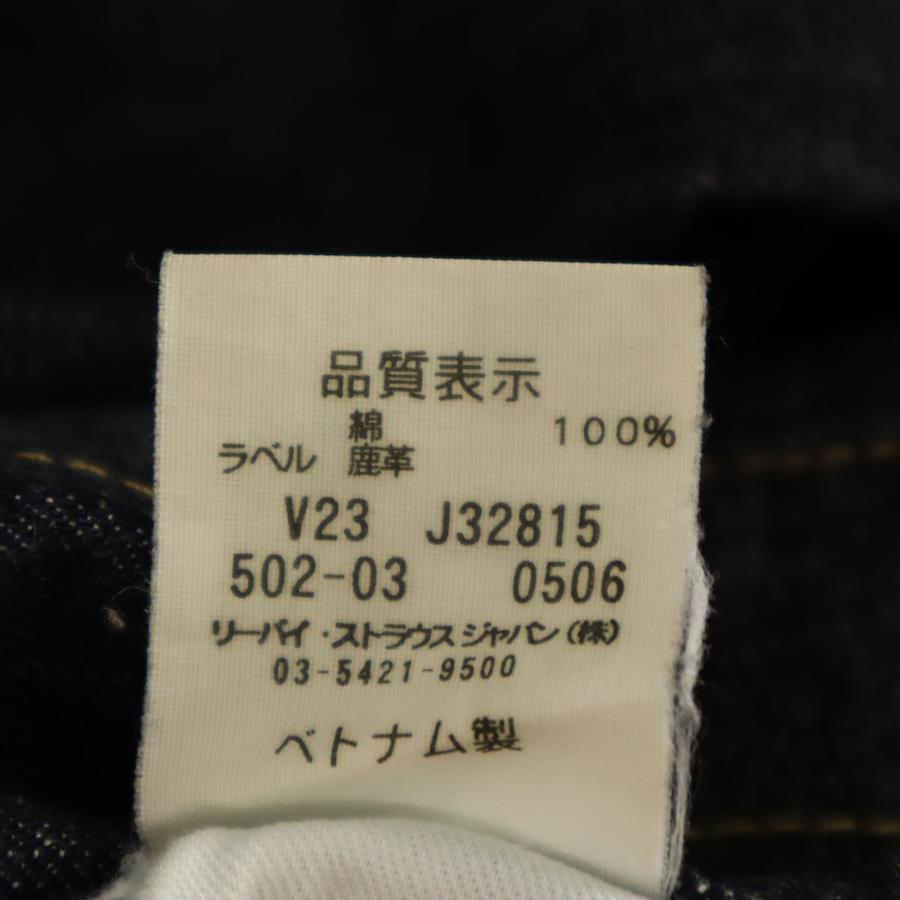 品質表示
綿 100%
ラベル 鹿革
V23 J32815
502-03 0506
リーバイ・ストラウス ジャパン(株)
03-5421-9500
ベトナム製